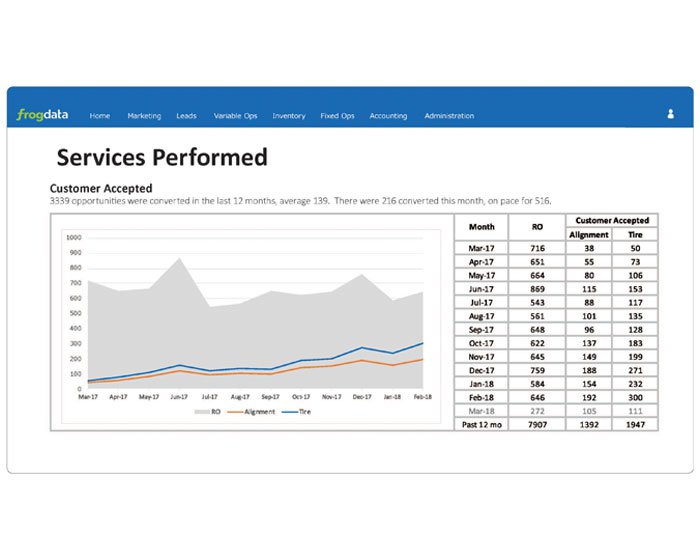 frogdata Home Marketing Leads Variable Ops Inventory Fixed Ops Accounting Administration
Services Performed
Customer Accepted
3339 opportunities were converted in the last 12 months, average 139. There were 216 converted this month, on pace for 516.
1000
900
800
700
600
500
400
300
200
100
0
Mar-17 Apr-17 May-17 Jun-17 Jul-17 Aug-17 Sep-17 Oct-17 Nov-17 Dec-17 Jan-18 Feb-18
RO Alignment Tire
Month RO Customer Accepted
Alignment Tire
Mar-17 716 38 50
Apr-17 651 55 73
May-17 664 80 106
Jun-17 869 115 153
Jul-17 543 88 117
Aug-17 561 101 135
Sep-17 648 96 128
Oct-17 622 137 183
Nov-17 645 149 199
Dec-17 759 188 271
Jan-18 584 154 232
Feb-18 646 192 300
Mar-18 272 105 111
Past 12 mo 7907 1392 1947